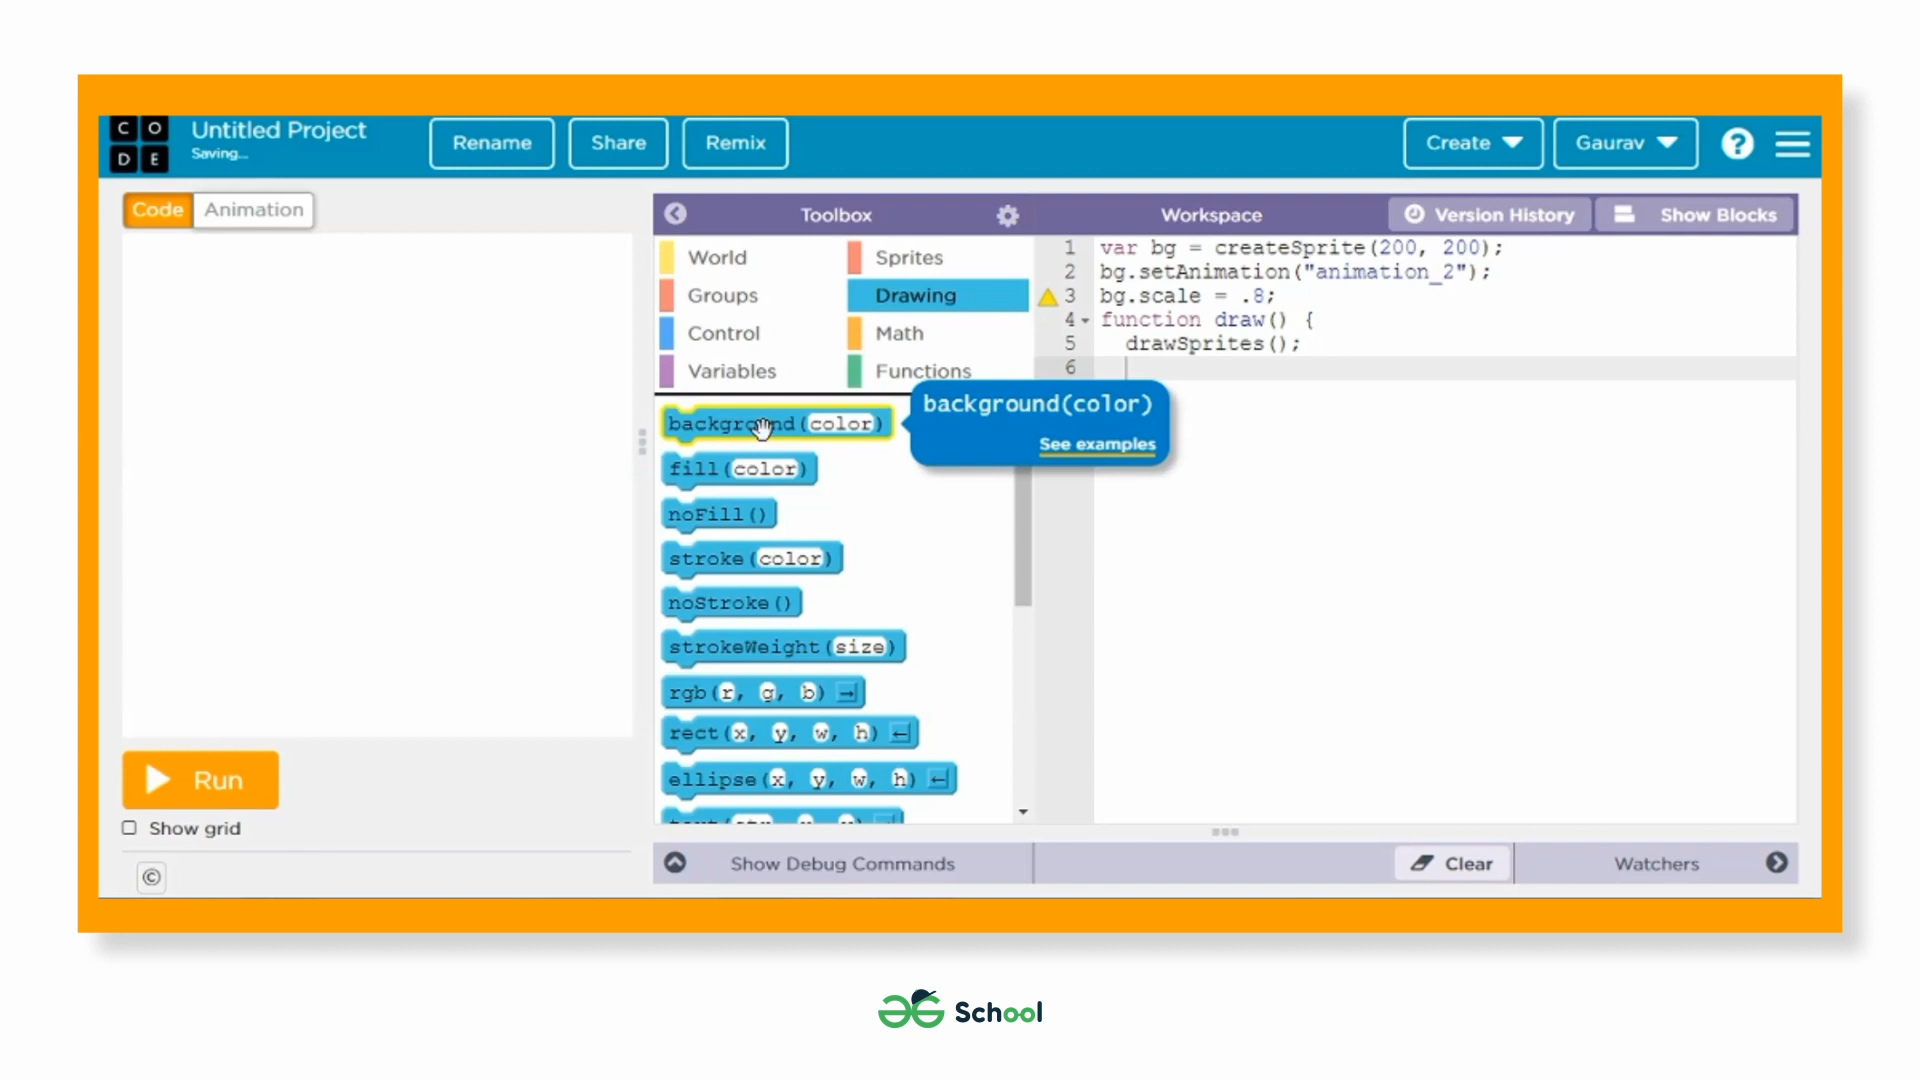 CO
DE
Untitled Project
Saving...
Rename
Share
Remix
Create
Gaurav
?
Code
Animation
Toolbox
Workspace
Version History
Show Blocks
World
Sprites
Groups
Drawing
Control
Math
Variables
Functions
1 var bg = createSprite(200, 200);
2 bg.setAnimation("animation_2");
3 bg.scale = .8;
4 function draw() {
5 drawSprites();
6
background(color)
background(color)
See examples
fill(color)
noFill()
stroke(color)
noStroke()
strokeWeight(size)
rgb(r, g, b)
rect(x, y, w, h)
ellipse(x, y, w, h)
Run
Show grid
©
Show Debug Commands
Clear
Watchers
School